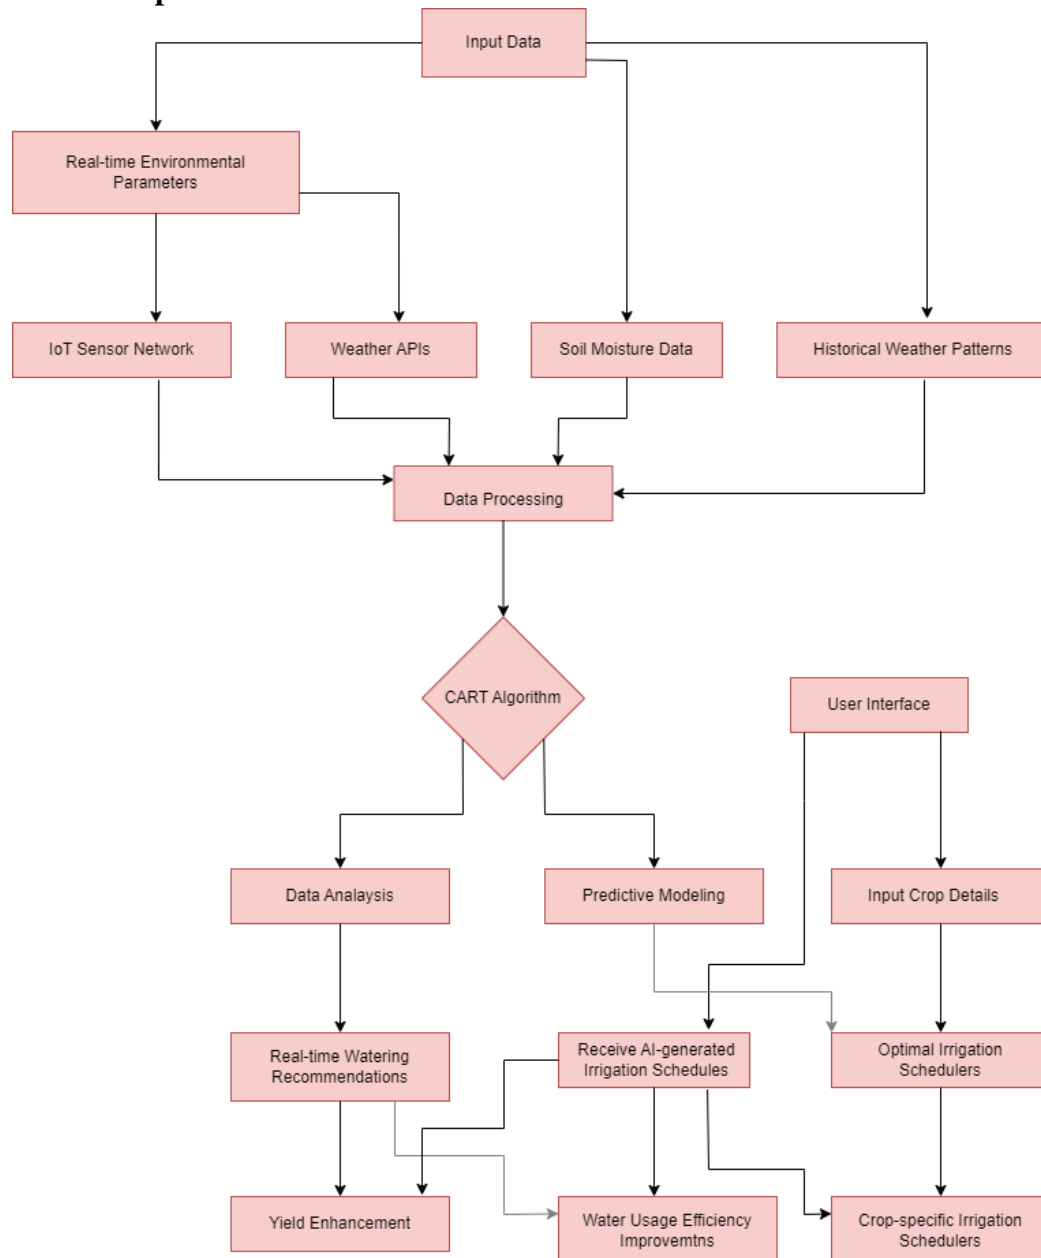 Input Data
Real-time Environmental
Parameters
IoT Sensor Network
Weather APIs
Soil Moisture Data
Historical Weather Patterns
Data Processing
CART Algorithm
User Interface
Data Analaysis
Predictive Modeling
Input Crop Details
Real-time Watering
Recommendations
Receive AI-generated
Irrigation Schedules
Optimal Irrigation
Schedulers
Yield Enhancement
Water Usage Efficiency
Improvemtns
Crop-specific Irrigation
Schedulers